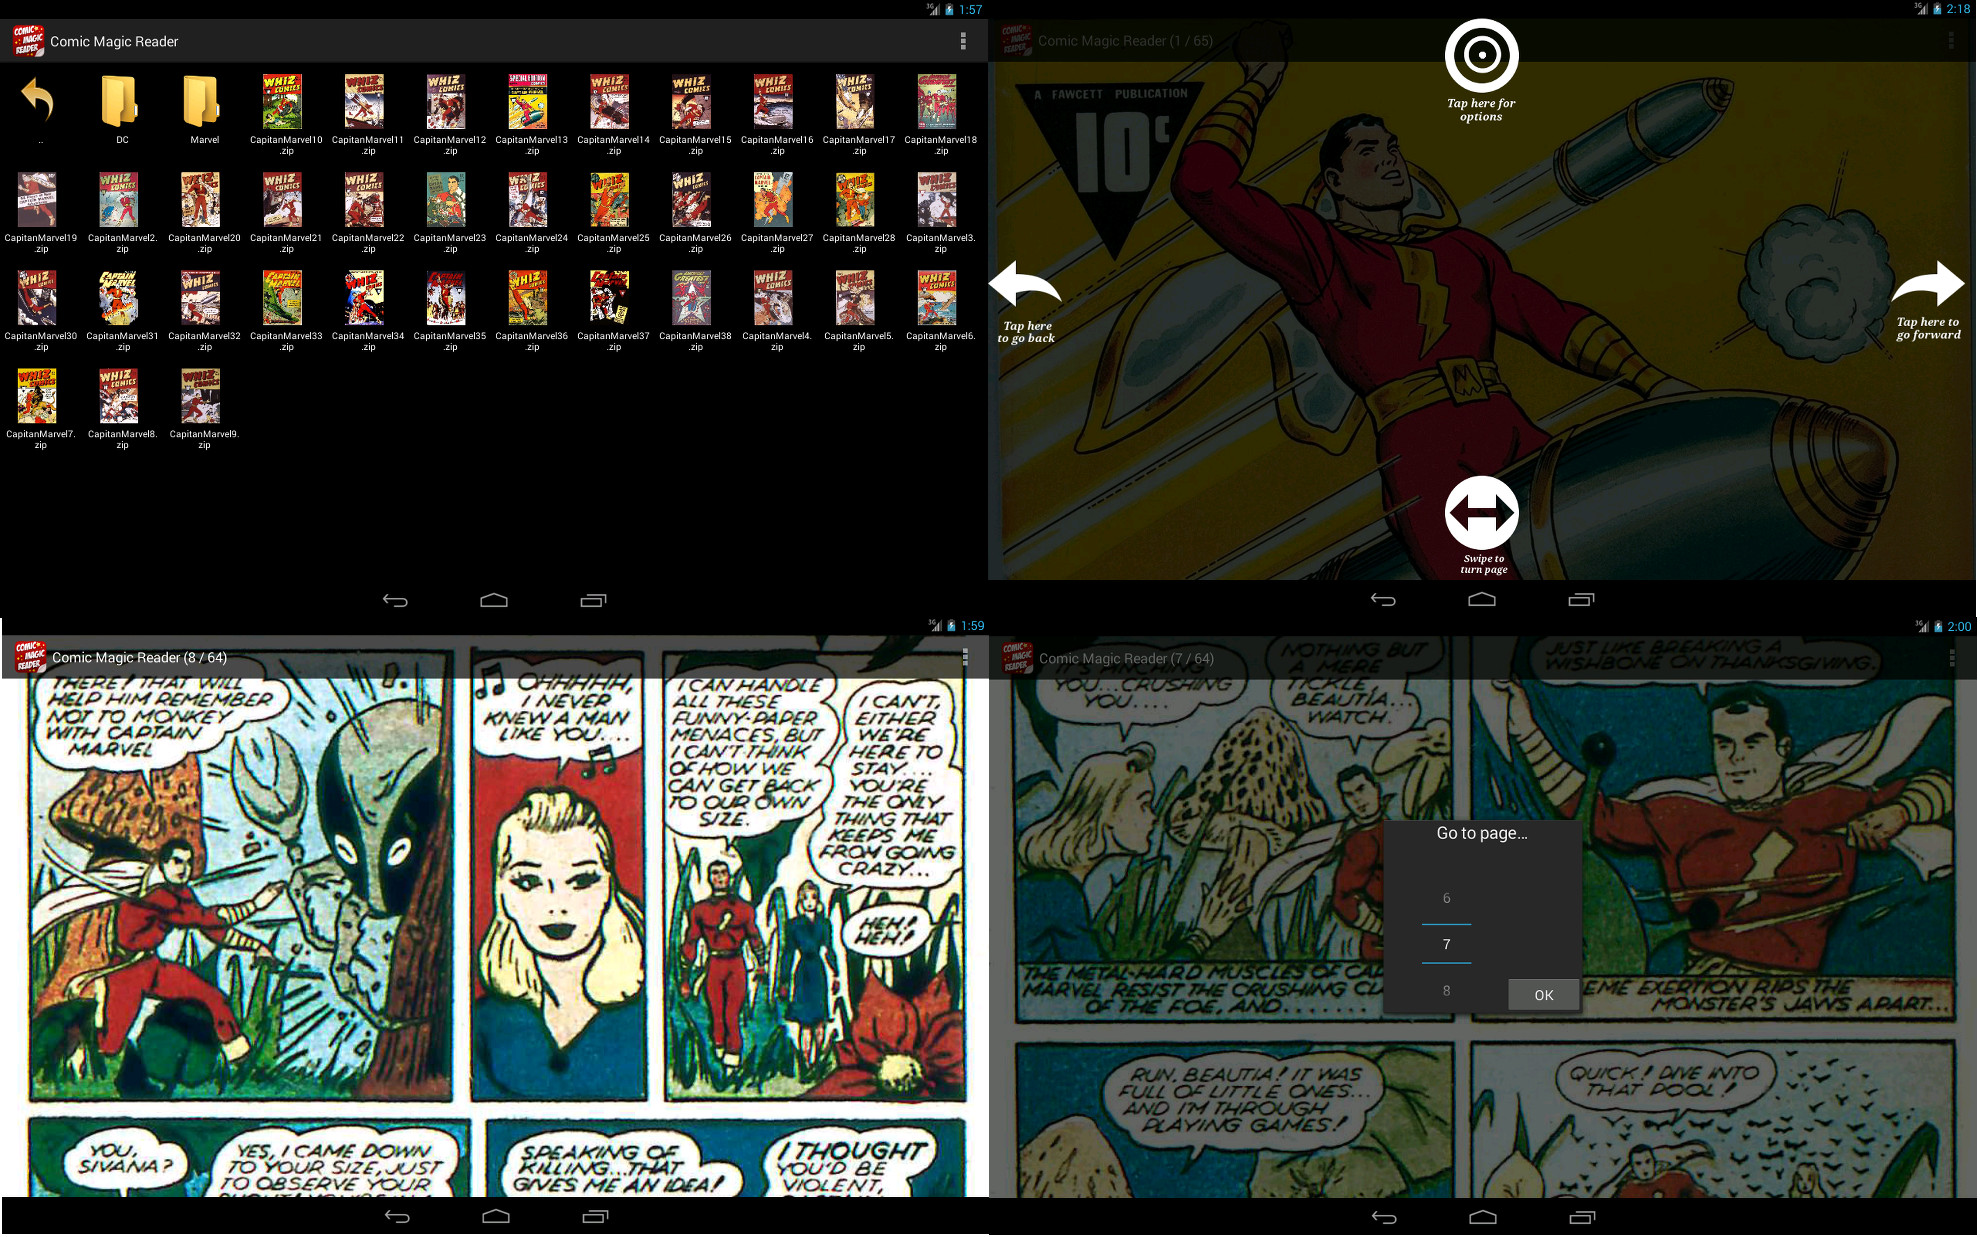 3G 1:57
COMIC MAGIC READER
Comic Magic Reader
..
DC
Marvel
CapitanMarvel10
.zip
CapitanMarvel11
.zip
CapitanMarvel12
.zip
CapitanMarvel13
.zip
CapitanMarvel14
.zip
CapitanMarvel15
.zip
CapitanMarvel16
.zip
CapitanMarvel17
.zip
CapitanMarvel18
.zip
CapitanMarvel19
.zip
CapitanMarvel2.
zip
CapitanMarvel20
.zip
CapitanMarvel21
.zip
CapitanMarvel22
.zip
CapitanMarvel23
.zip
CapitanMarvel24
.zip
CapitanMarvel25
.zip
CapitanMarvel26
.zip
CapitanMarvel27
.zip
CapitanMarvel28
.zip
CapitanMarvel3.
zip
CapitanMarvel30
.zip
CapitanMarvel31
.zip
CapitanMarvel32
.zip
CapitanMarvel33
.zip
CapitanMarvel34
.zip
CapitanMarvel35
.zip
CapitanMarvel36
.zip
CapitanMarvel37
.zip
CapitanMarvel38
.zip
CapitanMarvel4.
zip
CapitanMarvel5.
zip
CapitanMarvel6.
zip
CapitanMarvel7.
zip
CapitanMarvel8.
zip
CapitanMarvel9.
zip
3G 2:18
Comic Magic Reader (1 / 65)
A FAWCETT PUBLICATION
10¢
Tap here for
options
Tap here
to go back
Tap here to
go forward
Swipe to
turn page
3G 1:59
COMIC MAGIC READER
Comic Magic Reader (8 / 64)
THERE! THAT WILL
HELP HIM REMEMBER
NOT TO MONKEY
WITH CAPTAIN
MARVEL
OHHHHH,
I NEVER
KNEW A MAN
LIKE YOU....
I CAN HANDLE
ALL THESE
FUNNY-PAPER
MENACES, BUT
I CAN'T THINK
OF HOW WE
CAN GET BACK
TO OUR OWN
SIZE.
I CAN'T,
EITHER
WE'RE
HERE TO
STAY....
YOU'RE
THE ONLY
THING THAT
KEEPS ME
FROM GOING
CRAZY...
HEH!
HEH!
YOU,
SIVANA?
YES, I CAME DOWN
TO YOUR SIZE, JUST
TO OBSERVE YOUR
SPEAKING OF
KILLING...THAT
GIVES ME AN IDEA!
I THOUGHT
YOU'D BE
VIOLENT,
3G 2:00
Comic Magic Reader (7 / 64)
YOU...CRUSHING
YOU....
NOTHING BUT
A MERE
TICKLE,
BEAUTIA...
WATCH.
JUST LIKE BREAKING A
WISHBONE ON THANKSGIVING.
THE METAL-HARD MUSCLES OF CAP
MARVEL RESIST THE CRUSHING CL
OF THE FOE, AND.......
EME EXERTION RIPS THE
MONSTER'S JAWS APART...
Go to page...
6
7
8
OK
RUN, BEAUTIA! IT WAS
FULL OF LITTLE ONES...
AND I'M THROUGH
PLAYING GAMES!
QUICK! DIVE INTO
THAT POOL!